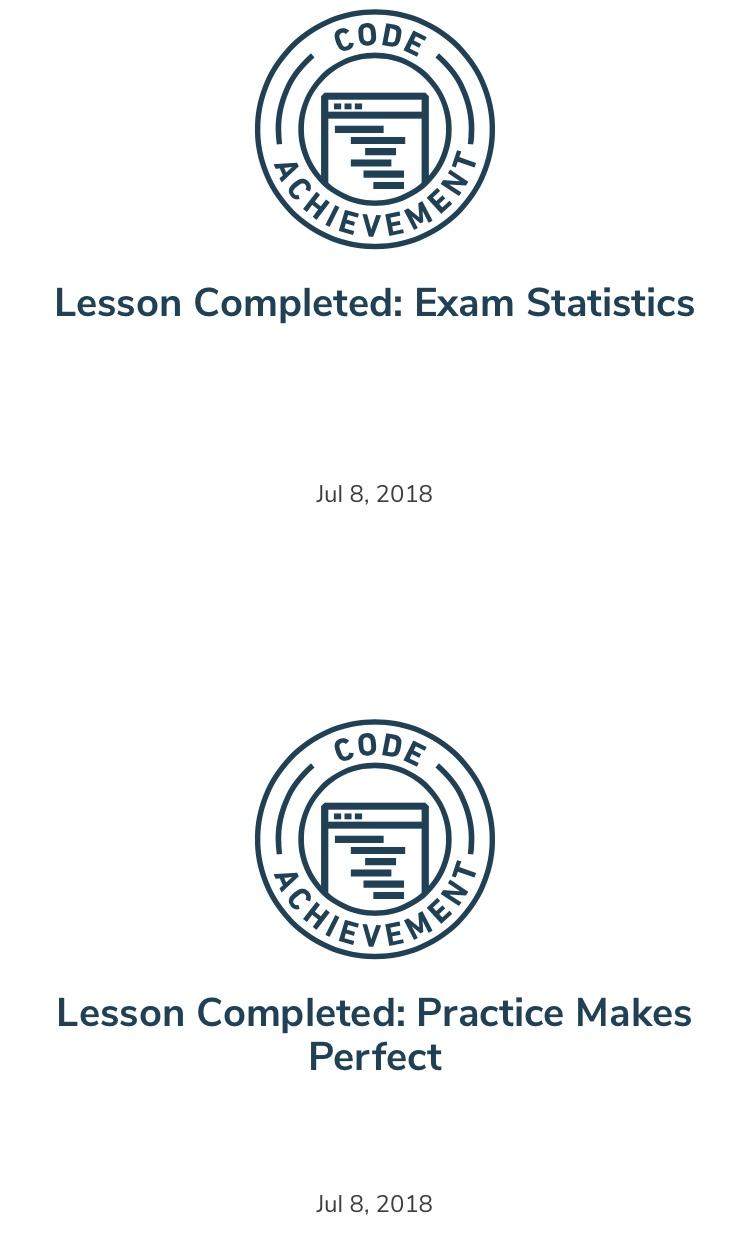 CODE
ACHIEVEMENT
Lesson Completed: Exam Statistics
Jul 8, 2018
CODE
ACHIEVEMENT
Lesson Completed: Practice Makes
Perfect
Jul 8, 2018